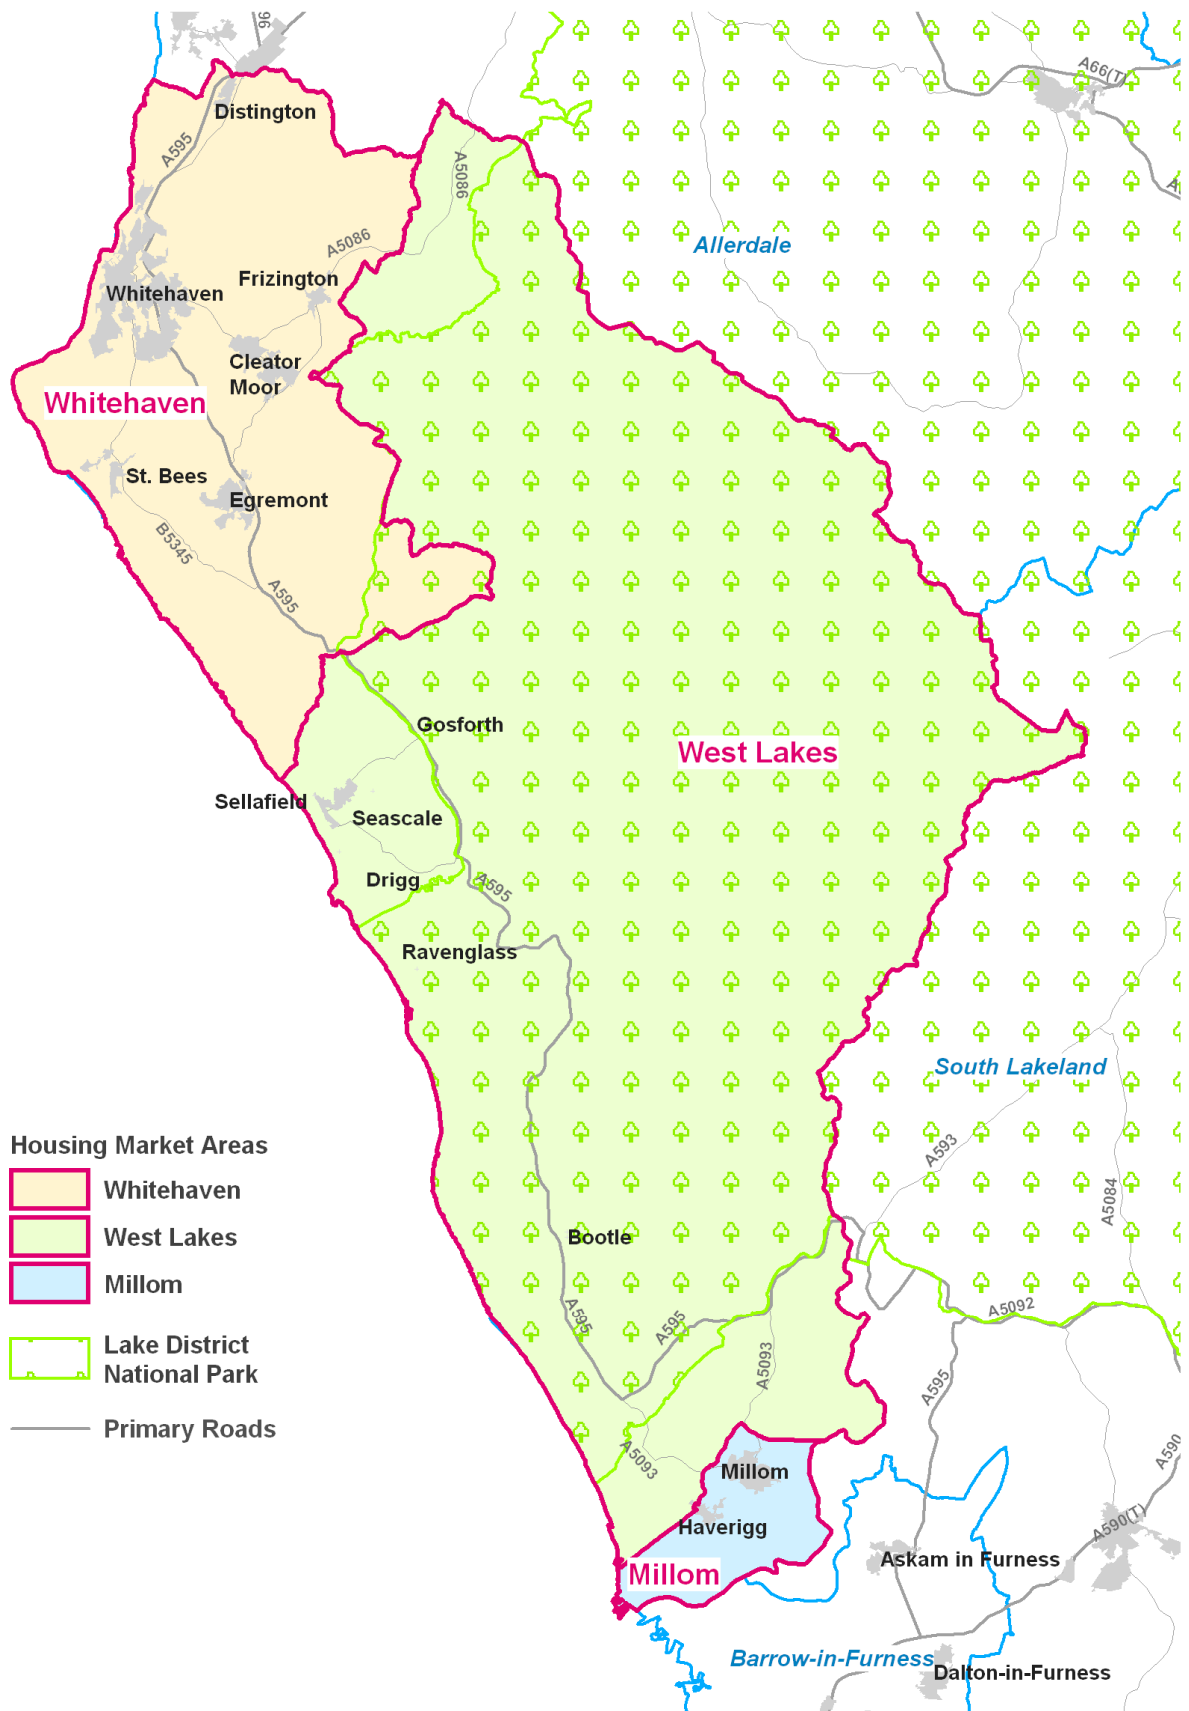 96
A66(T)
Distington
A595
A5086
Allerdale
A5086
Frizington
Whitehaven
Cleator
Moor
Whitehaven
St. Bees
Egremont
B5345
A595
Gosforth
West Lakes
Sellafield
Seascale
Drigg
A595
Ravenglass
South Lakeland
Housing Market Areas
A593
Whitehaven
A5084
West Lakes
Bootle
Millom
A5092
A595
A595
Lake District
National Park
A5093
A595
Primary Roads
A5093
A590
Millom
Haverigg
A590(T)
Askam in Furness
Millom
Barrow-in-Furness
Dalton-in-Furness